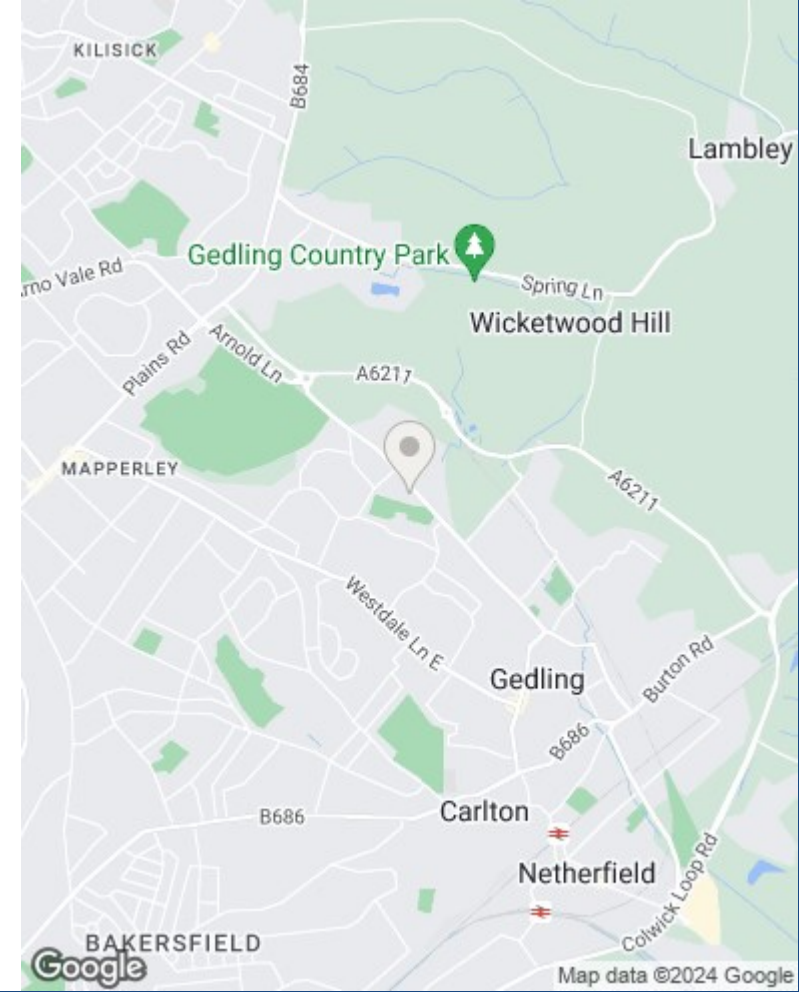 KILISICK
B684
Lambley
Gedling Country Park
rno Vale Rd
Spring Ln
Wicketwood Hill
Plains Rd
Arnold Ln
A6211
MAPPERLEY
A6211
Westdale Ln E
Gedling
Burton Rd
B686
Carlton
B686
Netherfield
Colwick Loop Rd
BAKERSFIELD
Google
Map data ©2024 Google